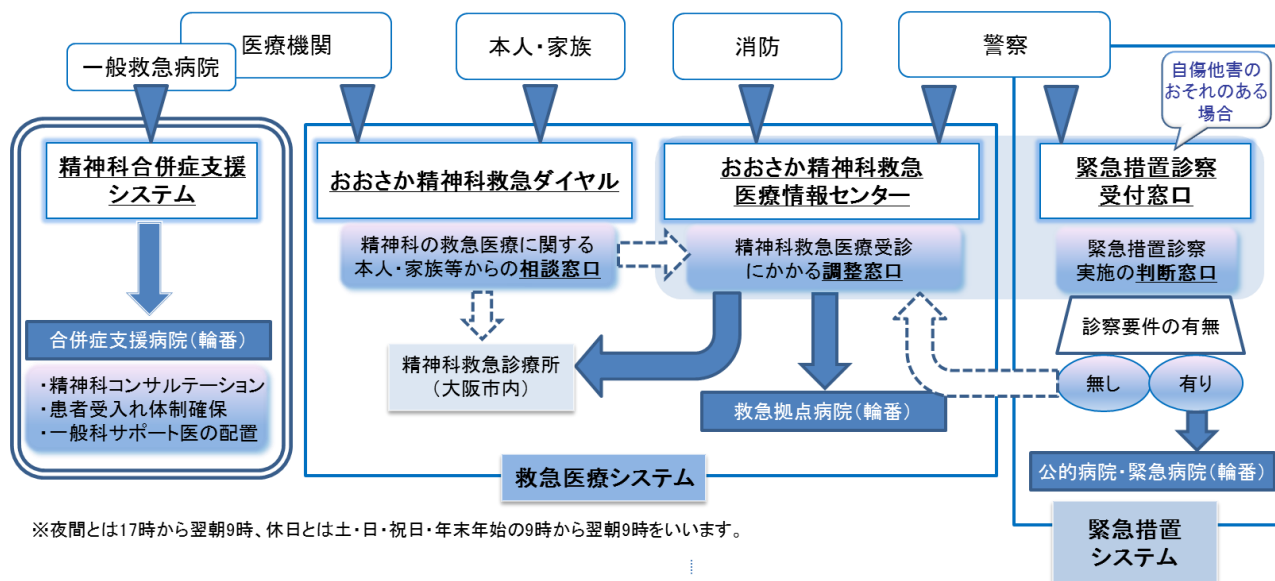 医療機関
一般救急病院
本人・家族
消防
警察
自傷他害の
おそれのある
場合
精神科合併症支援
システム
おおさか精神科救急ダイヤル
おおさか精神科救急
医療情報センター
緊急措置診察
受付窓口
精神科の救急医療に関する
本人・家族等からの相談窓口
精神科救急医療受診
にかかる調整窓口
緊急措置診察
実施の判断窓口
合併症支援病院(輪番)
・精神科コンサルテーション
・患者受入れ体制確保
・一般科サポート医の配置
精神科救急診療所
(大阪市内)
救急拠点病院(輪番)
診察要件の有無
無し
有り
公的病院・緊急病院(輪番)
救急医療システム
緊急措置
システム
※夜間とは17時から翌朝9時、休日とは土・日・祝日・年末年始の9時から翌朝9時をいいます。